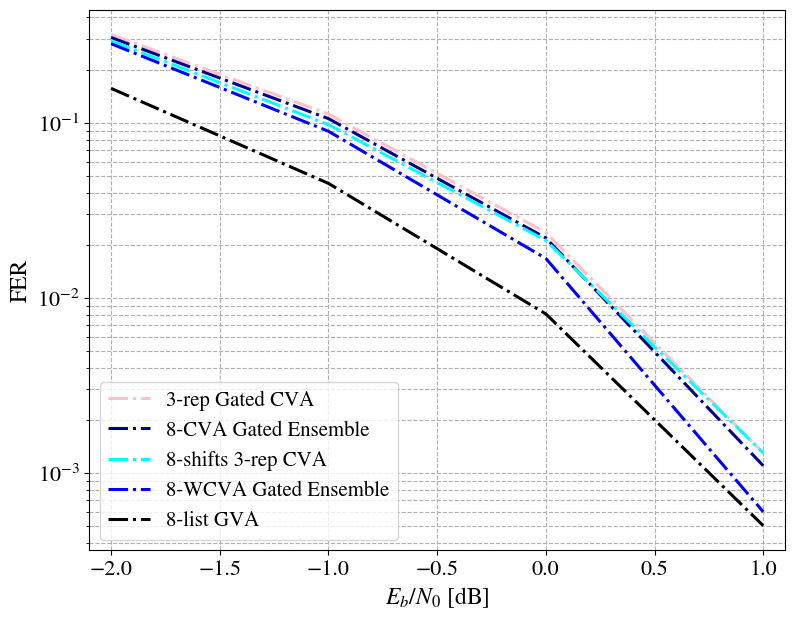 FER
10⁻¹
10⁻²
10⁻³
3-rep Gated CVA
8-CVA Gated Ensemble
8-shifts 3-rep CVA
8-WCVA Gated Ensemble
8-list GVA
−2.0 −1.5 −1.0 −0.5 0.0 0.5 1.0
E_b/N_0 [dB]